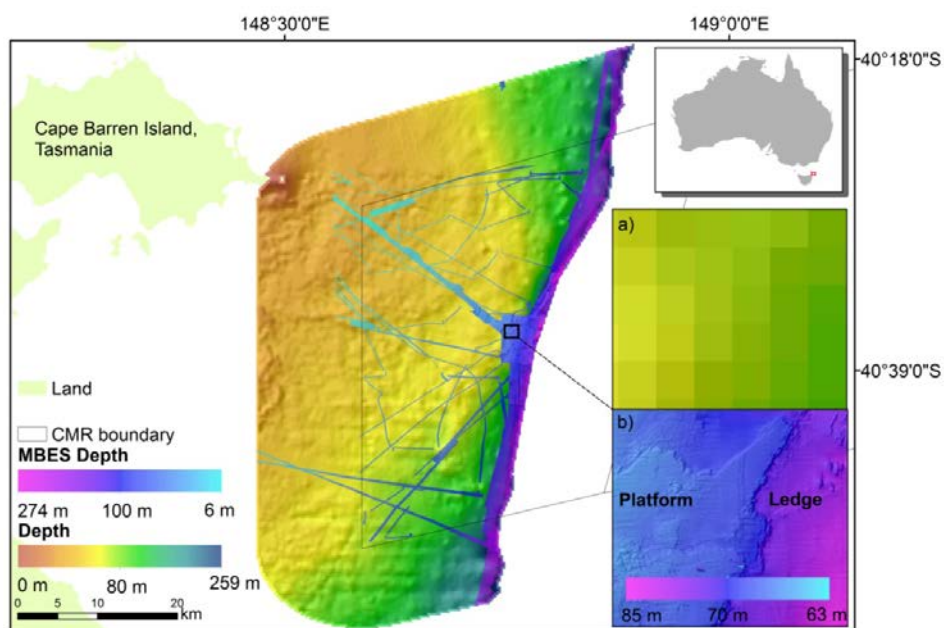 148°30'0"E
149°0'0"E
40°18'0"S
Cape Barren Island,
Tasmania
a)
40°39'0"S
Land
CMR boundary
MBES Depth
274 m 100 m 6 m
Depth
0 m 80 m 259 m
0 5 10 20
km
b)
Platform Ledge
85 m 70 m 63 m